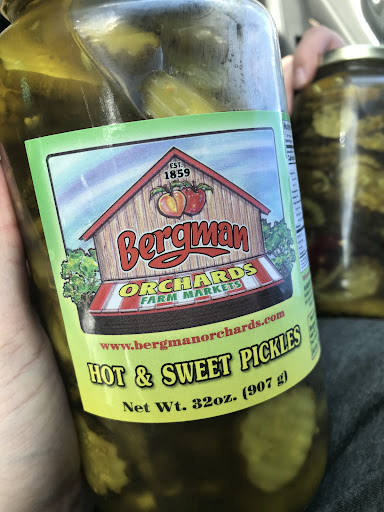 EST.
1859
Bergman
ORCHARDS
FARM MARKETS
www.bergmanorchards.com
HOT & SWEET PICKLES
Net Wt. 32oz. (907 g)